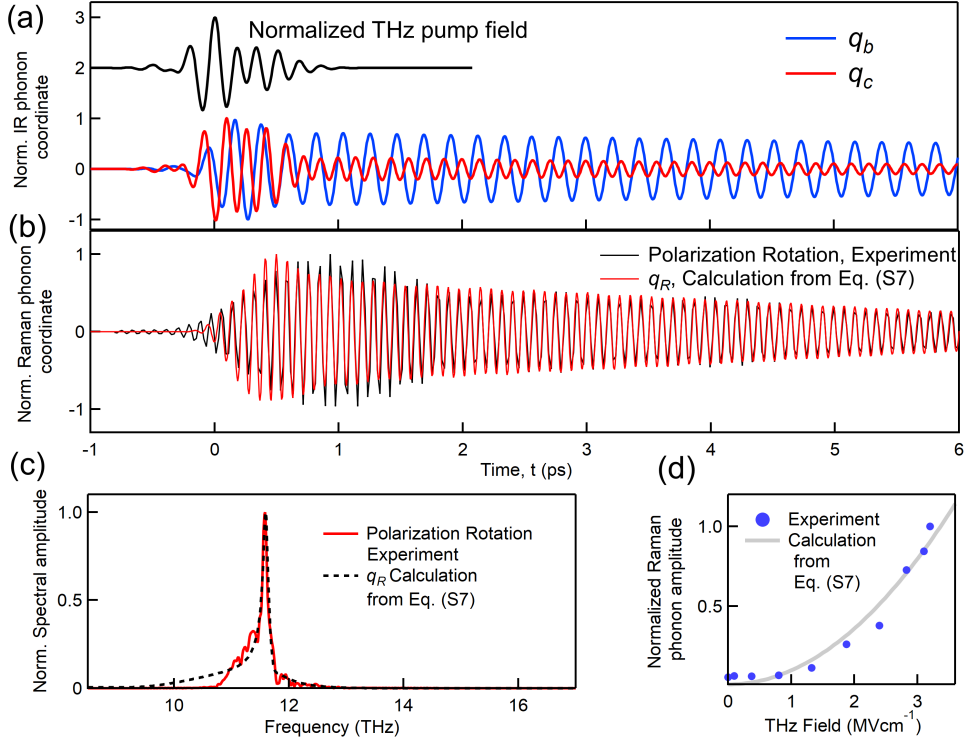 (a)
Normalized THz pump field
q_b
q_c
3
2
1
0
-1
Norm. IR phonon
coordinate
(b)
Polarization Rotation, Experiment
q_R, Calculation from Eq. (S7)
1
0
-1
Norm. Raman phonon
coordinate
-1 0 1 2 3 4 5 6
Time, t (ps)
(c)
Polarization Rotation
Experiment
q_R Calculation
from Eq. (S7)
1.0
0.5
0
Norm. Spectral amplitude
10 12 14 16
Frequency (THz)
(d)
Experiment
Calculation
from
Eq. (S7)
1.0
0.5
Normalized Raman
phonon amplitude
0 1 2 3
THz Field (MVcm⁻¹)